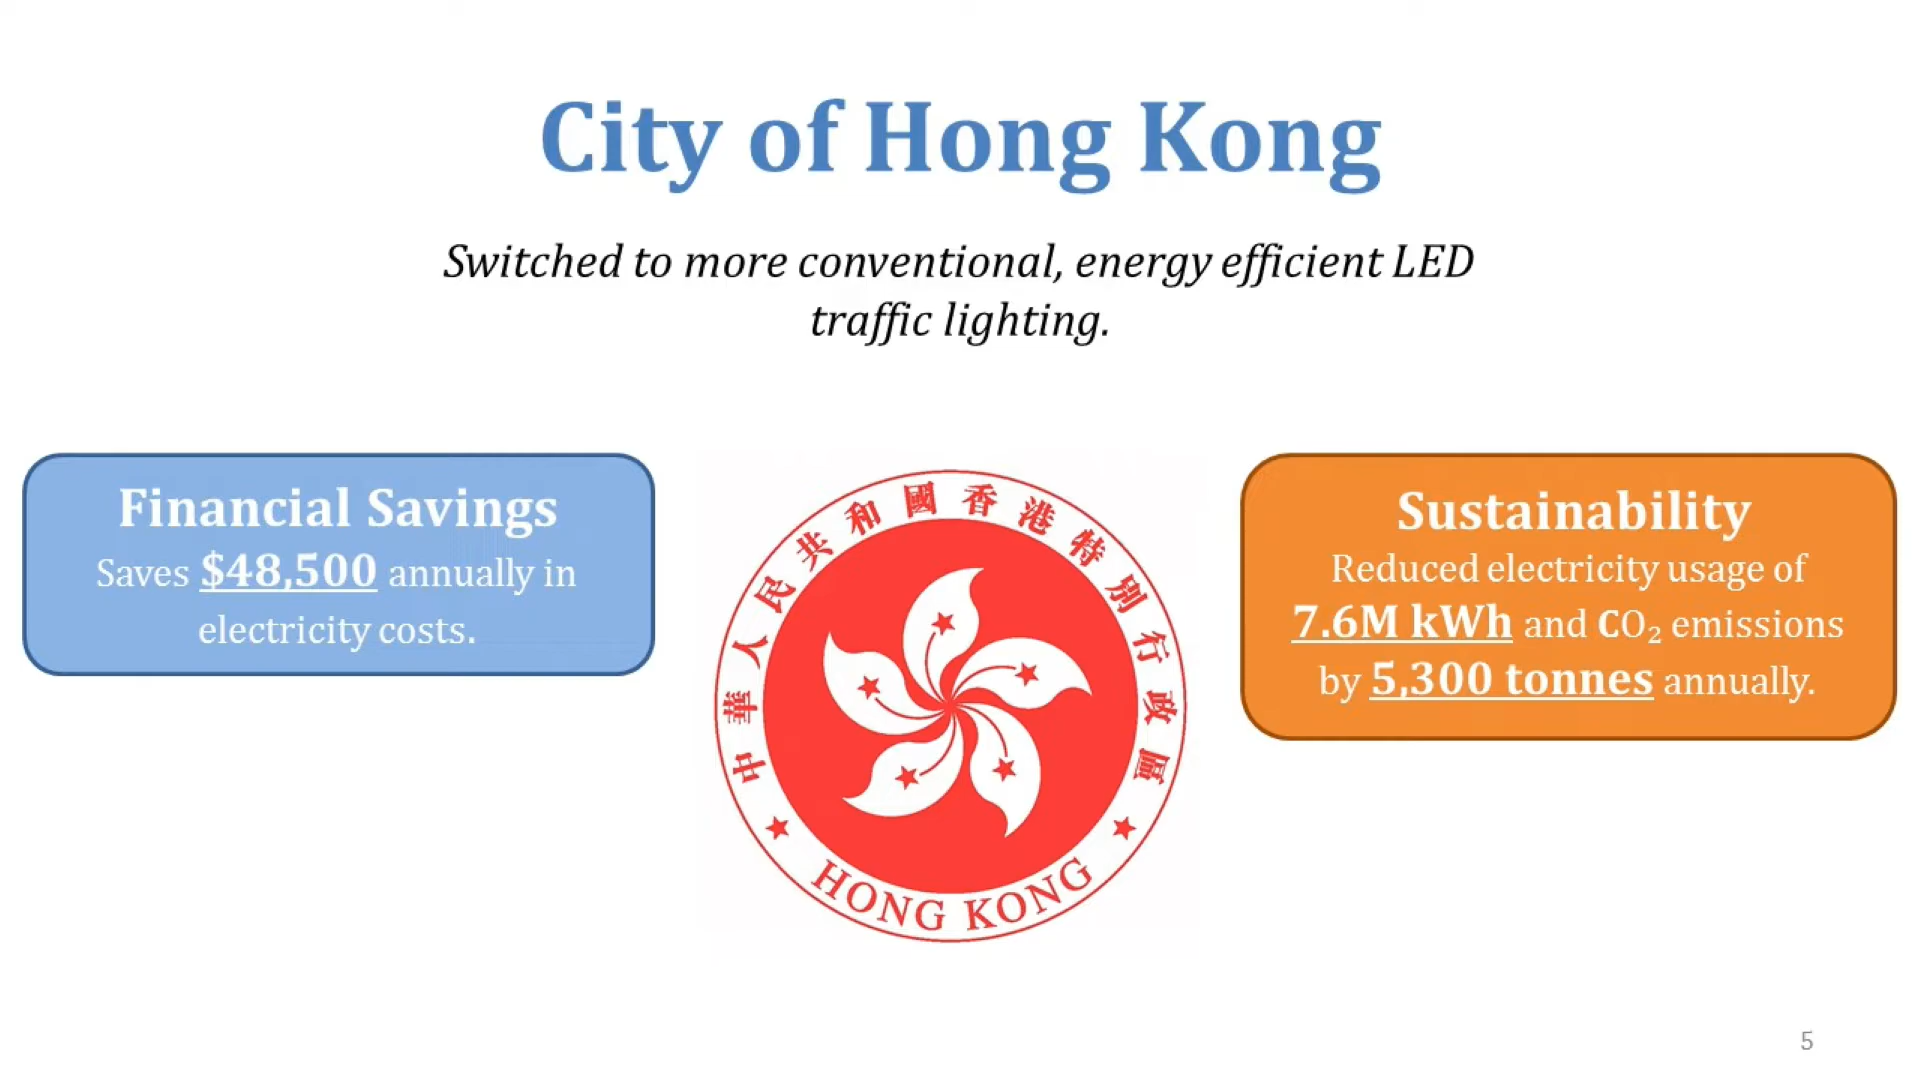 City of Hong Kong
Switched to more conventional, energy efficient LED
traffic lighting.
Financial Savings
Saves $48,500 annually in
electricity costs.
中華人民共和國香港特別行政區
HONG KONG
Sustainability
Reduced electricity usage of
7.6M kWh and CO₂ emissions
by 5,300 tonnes annually.
5